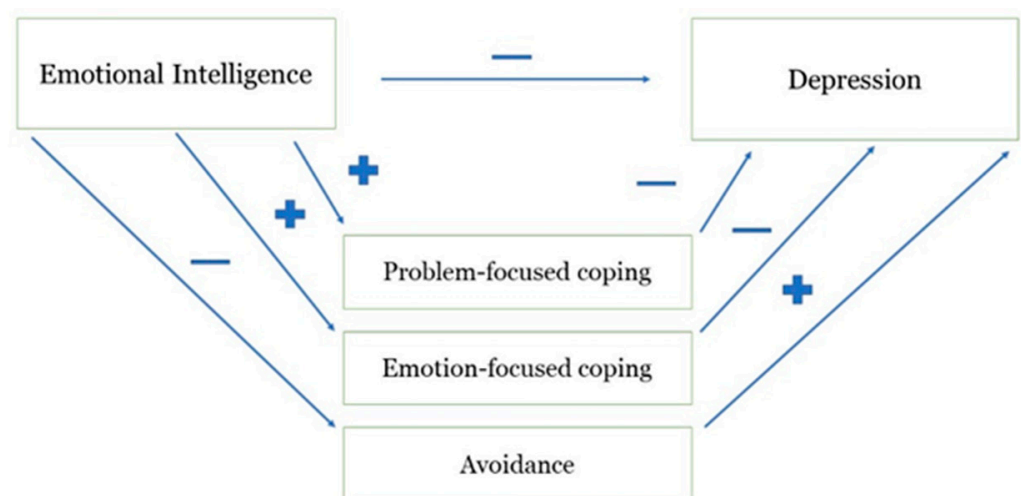 Emotional Intelligence
Depression
Problem-focused coping
Emotion-focused coping
Avoidance